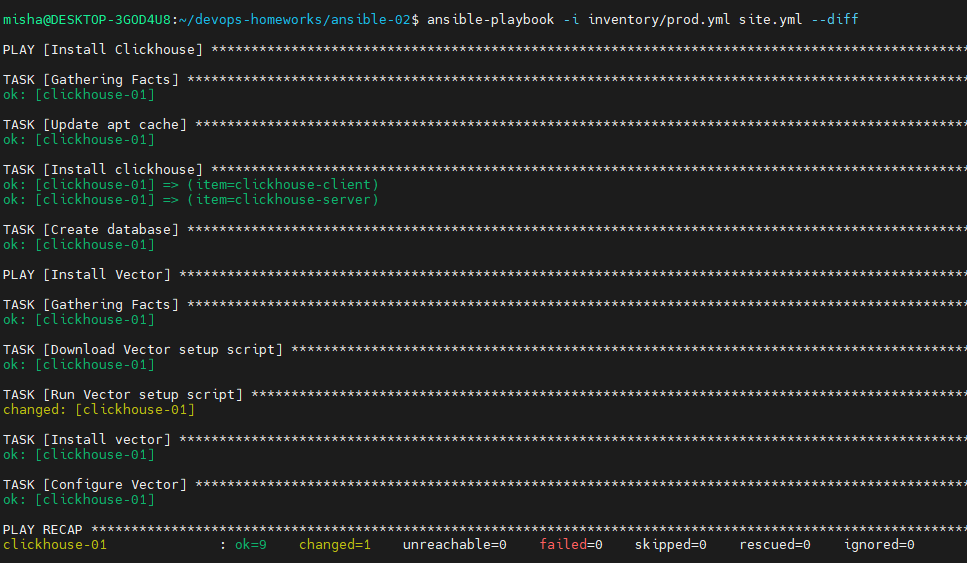 misha@DESKTOP-3GOD4U8:~/devops-homeworks/ansible-02$ ansible-playbook -i inventory/prod.yml site.yml --diff
PLAY [Install Clickhouse] ***********************************************************************************************
TASK [Gathering Facts] **************************************************************************************************
ok: [clickhouse-01]
TASK [Update apt cache] *************************************************************************************************
ok: [clickhouse-01]
TASK [Install clickhouse] ***********************************************************************************************
ok: [clickhouse-01] => (item=clickhouse-client)
ok: [clickhouse-01] => (item=clickhouse-server)
TASK [Create database] **************************************************************************************************
ok: [clickhouse-01]
PLAY [Install Vector] ***************************************************************************************************
TASK [Gathering Facts] **************************************************************************************************
ok: [clickhouse-01]
TASK [Download Vector setup script] *************************************************************************************
ok: [clickhouse-01]
TASK [Run Vector setup script] ******************************************************************************************
changed: [clickhouse-01]
TASK [Install vector] ***************************************************************************************************
ok: [clickhouse-01]
TASK [Configure Vector] *************************************************************************************************
ok: [clickhouse-01]
PLAY RECAP **************************************************************************************************************
clickhouse-01              : ok=9    changed=1    unreachable=0    failed=0    skipped=0    rescued=0    ignored=0